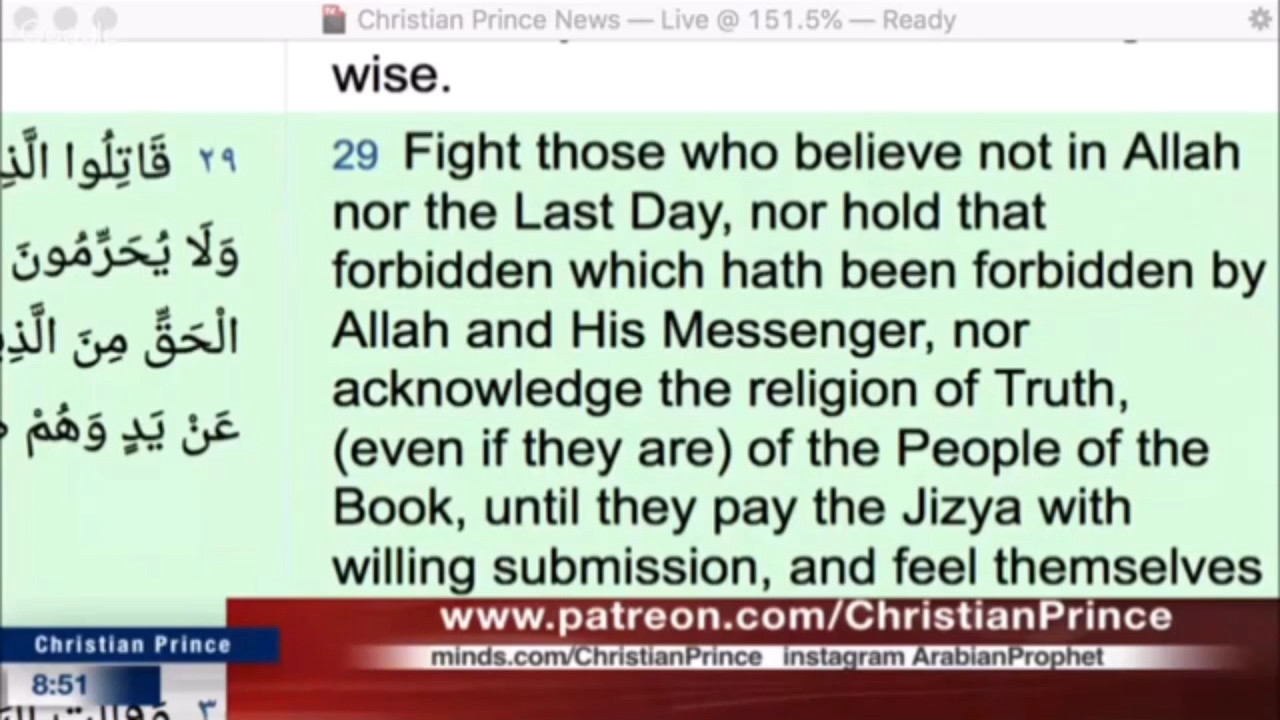 Christian Prince News — Live @ 151.5% — Ready
wise.
٢٩ قَاتِلُوا
وَلَا يُحَرِّمُونَ
الْحَقِّ مِنَ
عَنْ يَدٍ وَهُمْ
29 Fight those who believe not in Allah
nor the Last Day, nor hold that
forbidden which hath been forbidden by
Allah and His Messenger, nor
acknowledge the religion of Truth,
(even if they are) of the People of the
Book, until they pay the Jizya with
willing submission, and feel themselves
www.patreon.com/ChristianPrince
minds.com/ChristianPrince instagram ArabianProphet
Christian Prince
8:51
٣